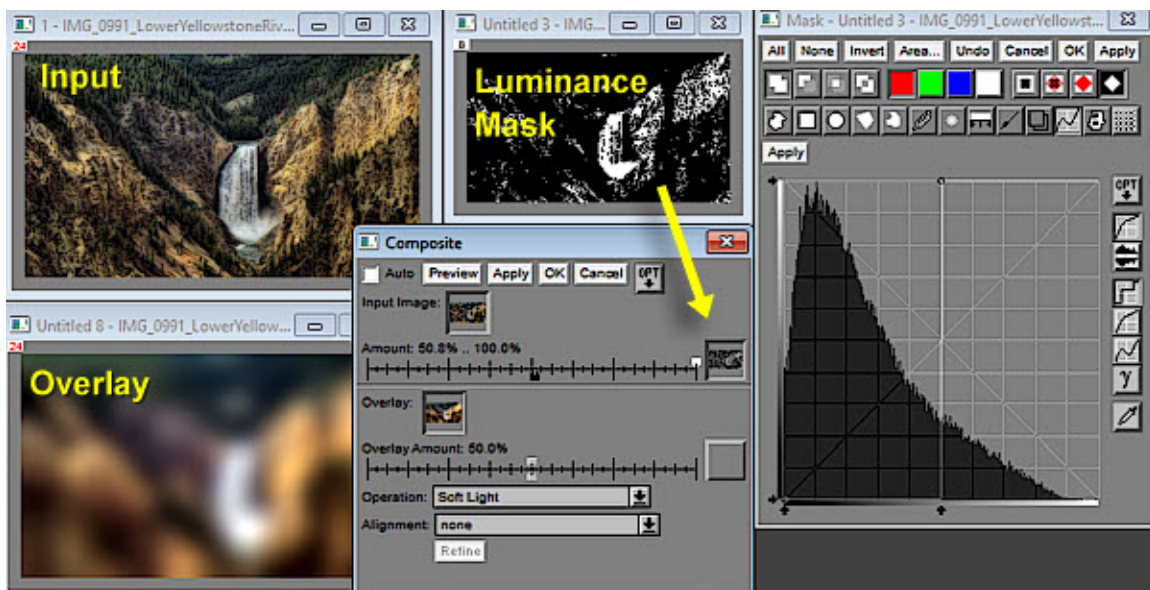 1 - IMG_0991_LowerYellowstoneRiv...
24
Input
Untitled 3 - IMG...
8
Luminance
Mask
Mask - Untitled 3 - IMG_0991_LowerYellowst...
All None Invert Area... Undo Cancel OK Apply
Apply
OPT
γ
Composite
Auto Preview Apply OK Cancel OPT
Input Image:
Amount: 50.8% .. 100.0%
Overlay:
Overlay Amount: 50.0%
Operation: Soft Light
Alignment: none
Refine
Untitled 8 - IMG_0991_LowerYellow...
24
Overlay